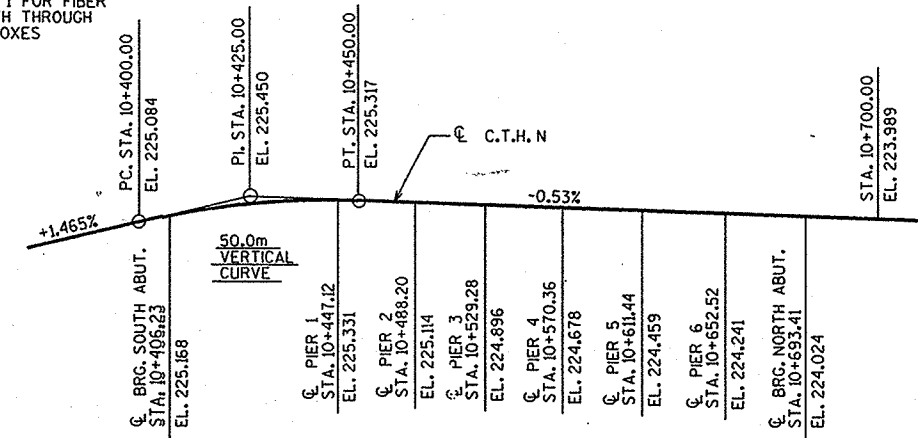 Y FOR FIBER
H THROUGH
OXES
PC. STA. 10+400.00
EL. 225.084
PI. STA. 10+425.00
EL. 225.450
PT. STA. 10+450.00
EL. 225.317
℄ C.T.H. N
STA. 10+700.00
EL. 223.989
+1.465%
-0.53%
50.0m
VERTICAL
CURVE
℄ BRG. SOUTH ABUT.
STA. 10+406.23
EL. 225.168
℄ PIER 1
STA. 10+447.12
EL. 225.331
℄ PIER 2
STA. 10+488.20
EL. 225.114
℄ PIER 3
STA. 10+529.28
EL. 224.896
℄ PIER 4
STA. 10+570.36
EL. 224.678
℄ PIER 5
STA. 10+611.44
EL. 224.459
℄ PIER 6
STA. 10+652.52
EL. 224.241
℄ BRG. NORTH ABUT.
STA. 10+693.41
EL. 224.024